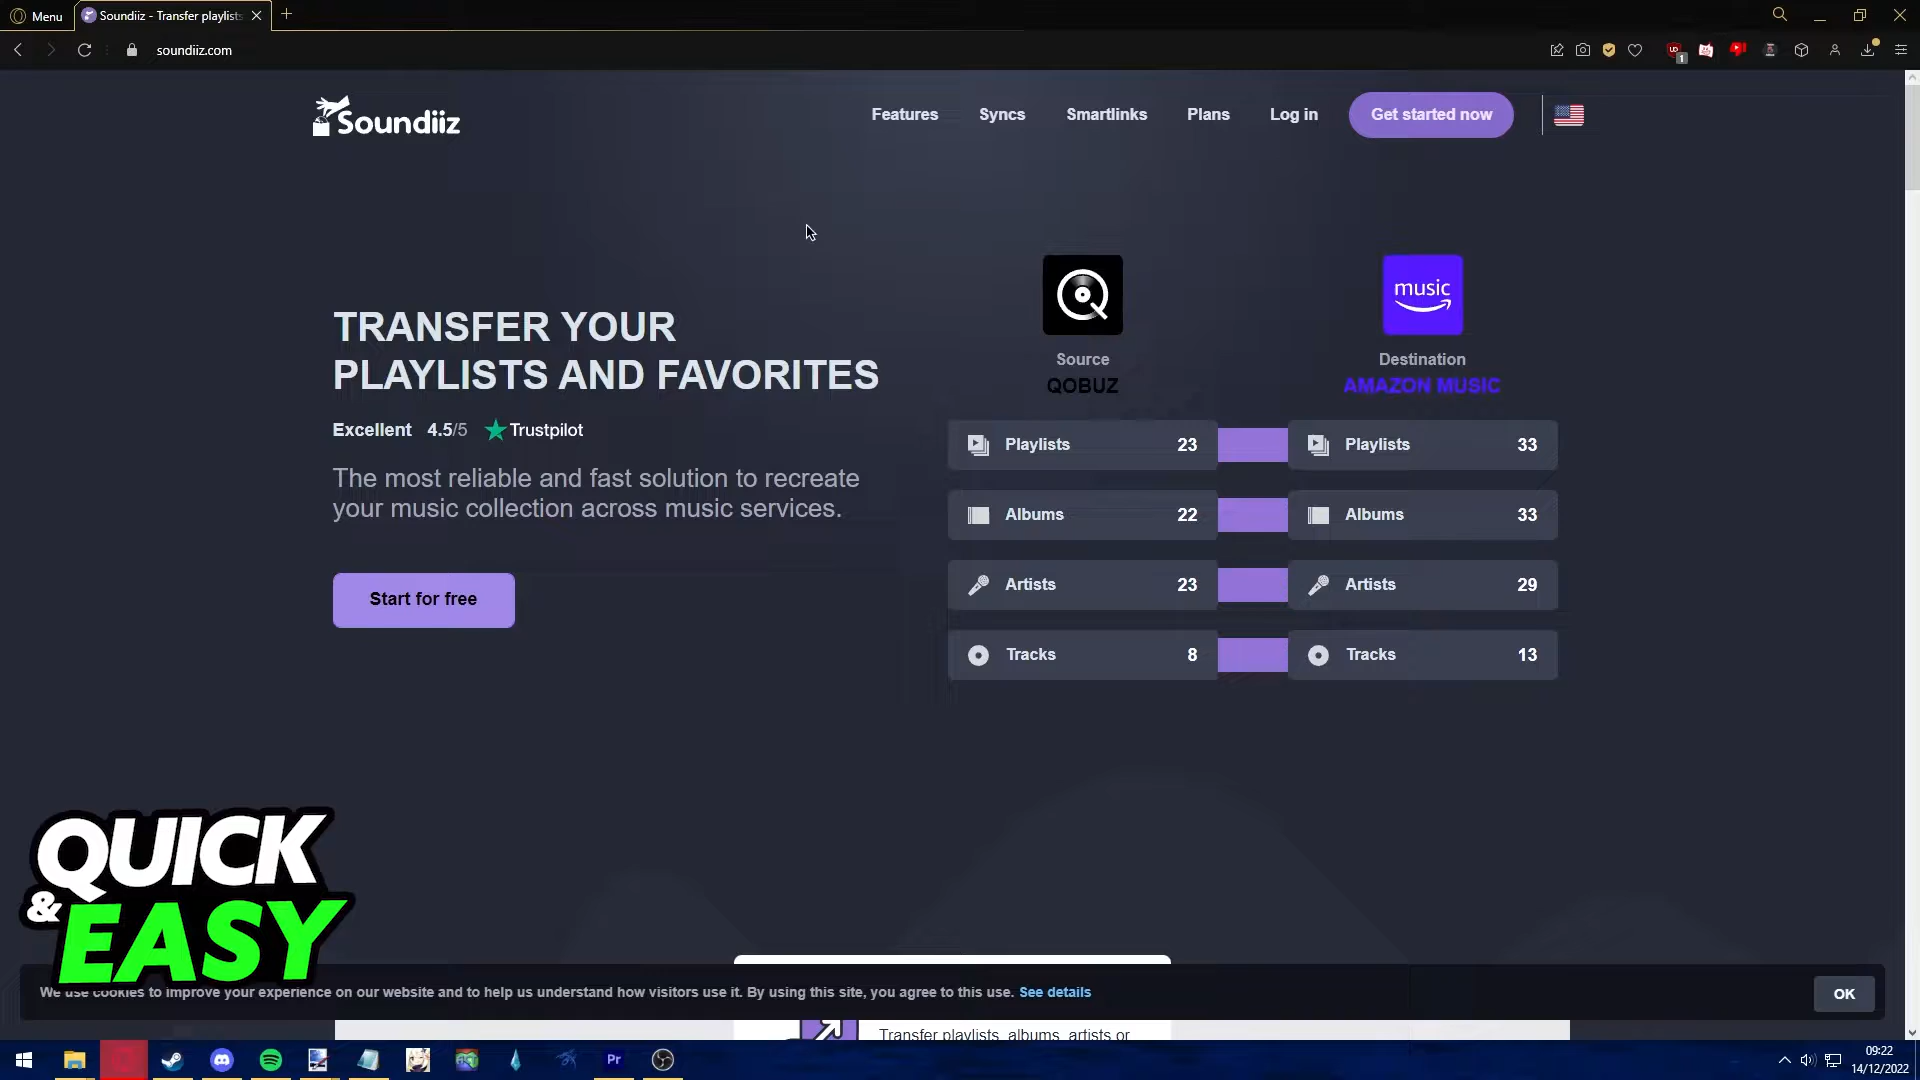 Menu
Soundiiz - Transfer playlists
soundiiz.com
1
Soundiiz
Features
Syncs
Smartlinks
Plans
Log in
Get started now
music
TRANSFER YOUR
PLAYLISTS AND FAVORITES
Source
QOBUZ
Destination
AMAZON MUSIC
Excellent 4.5/5 Trustpilot
The most reliable and fast solution to recreate
your music collection across music services.
Start for free
Playlists 23
Playlists 33
Albums 22
Albums 33
Artists 23
Artists 29
Tracks 8
Tracks 13
QUICK
&EASY
We use cookies to improve your experience on our website and to help us understand how visitors use it. By using this site, you agree to this use. See details
OK
Transfer playlists, albums, artists or
Pr
09:22
14/12/2022